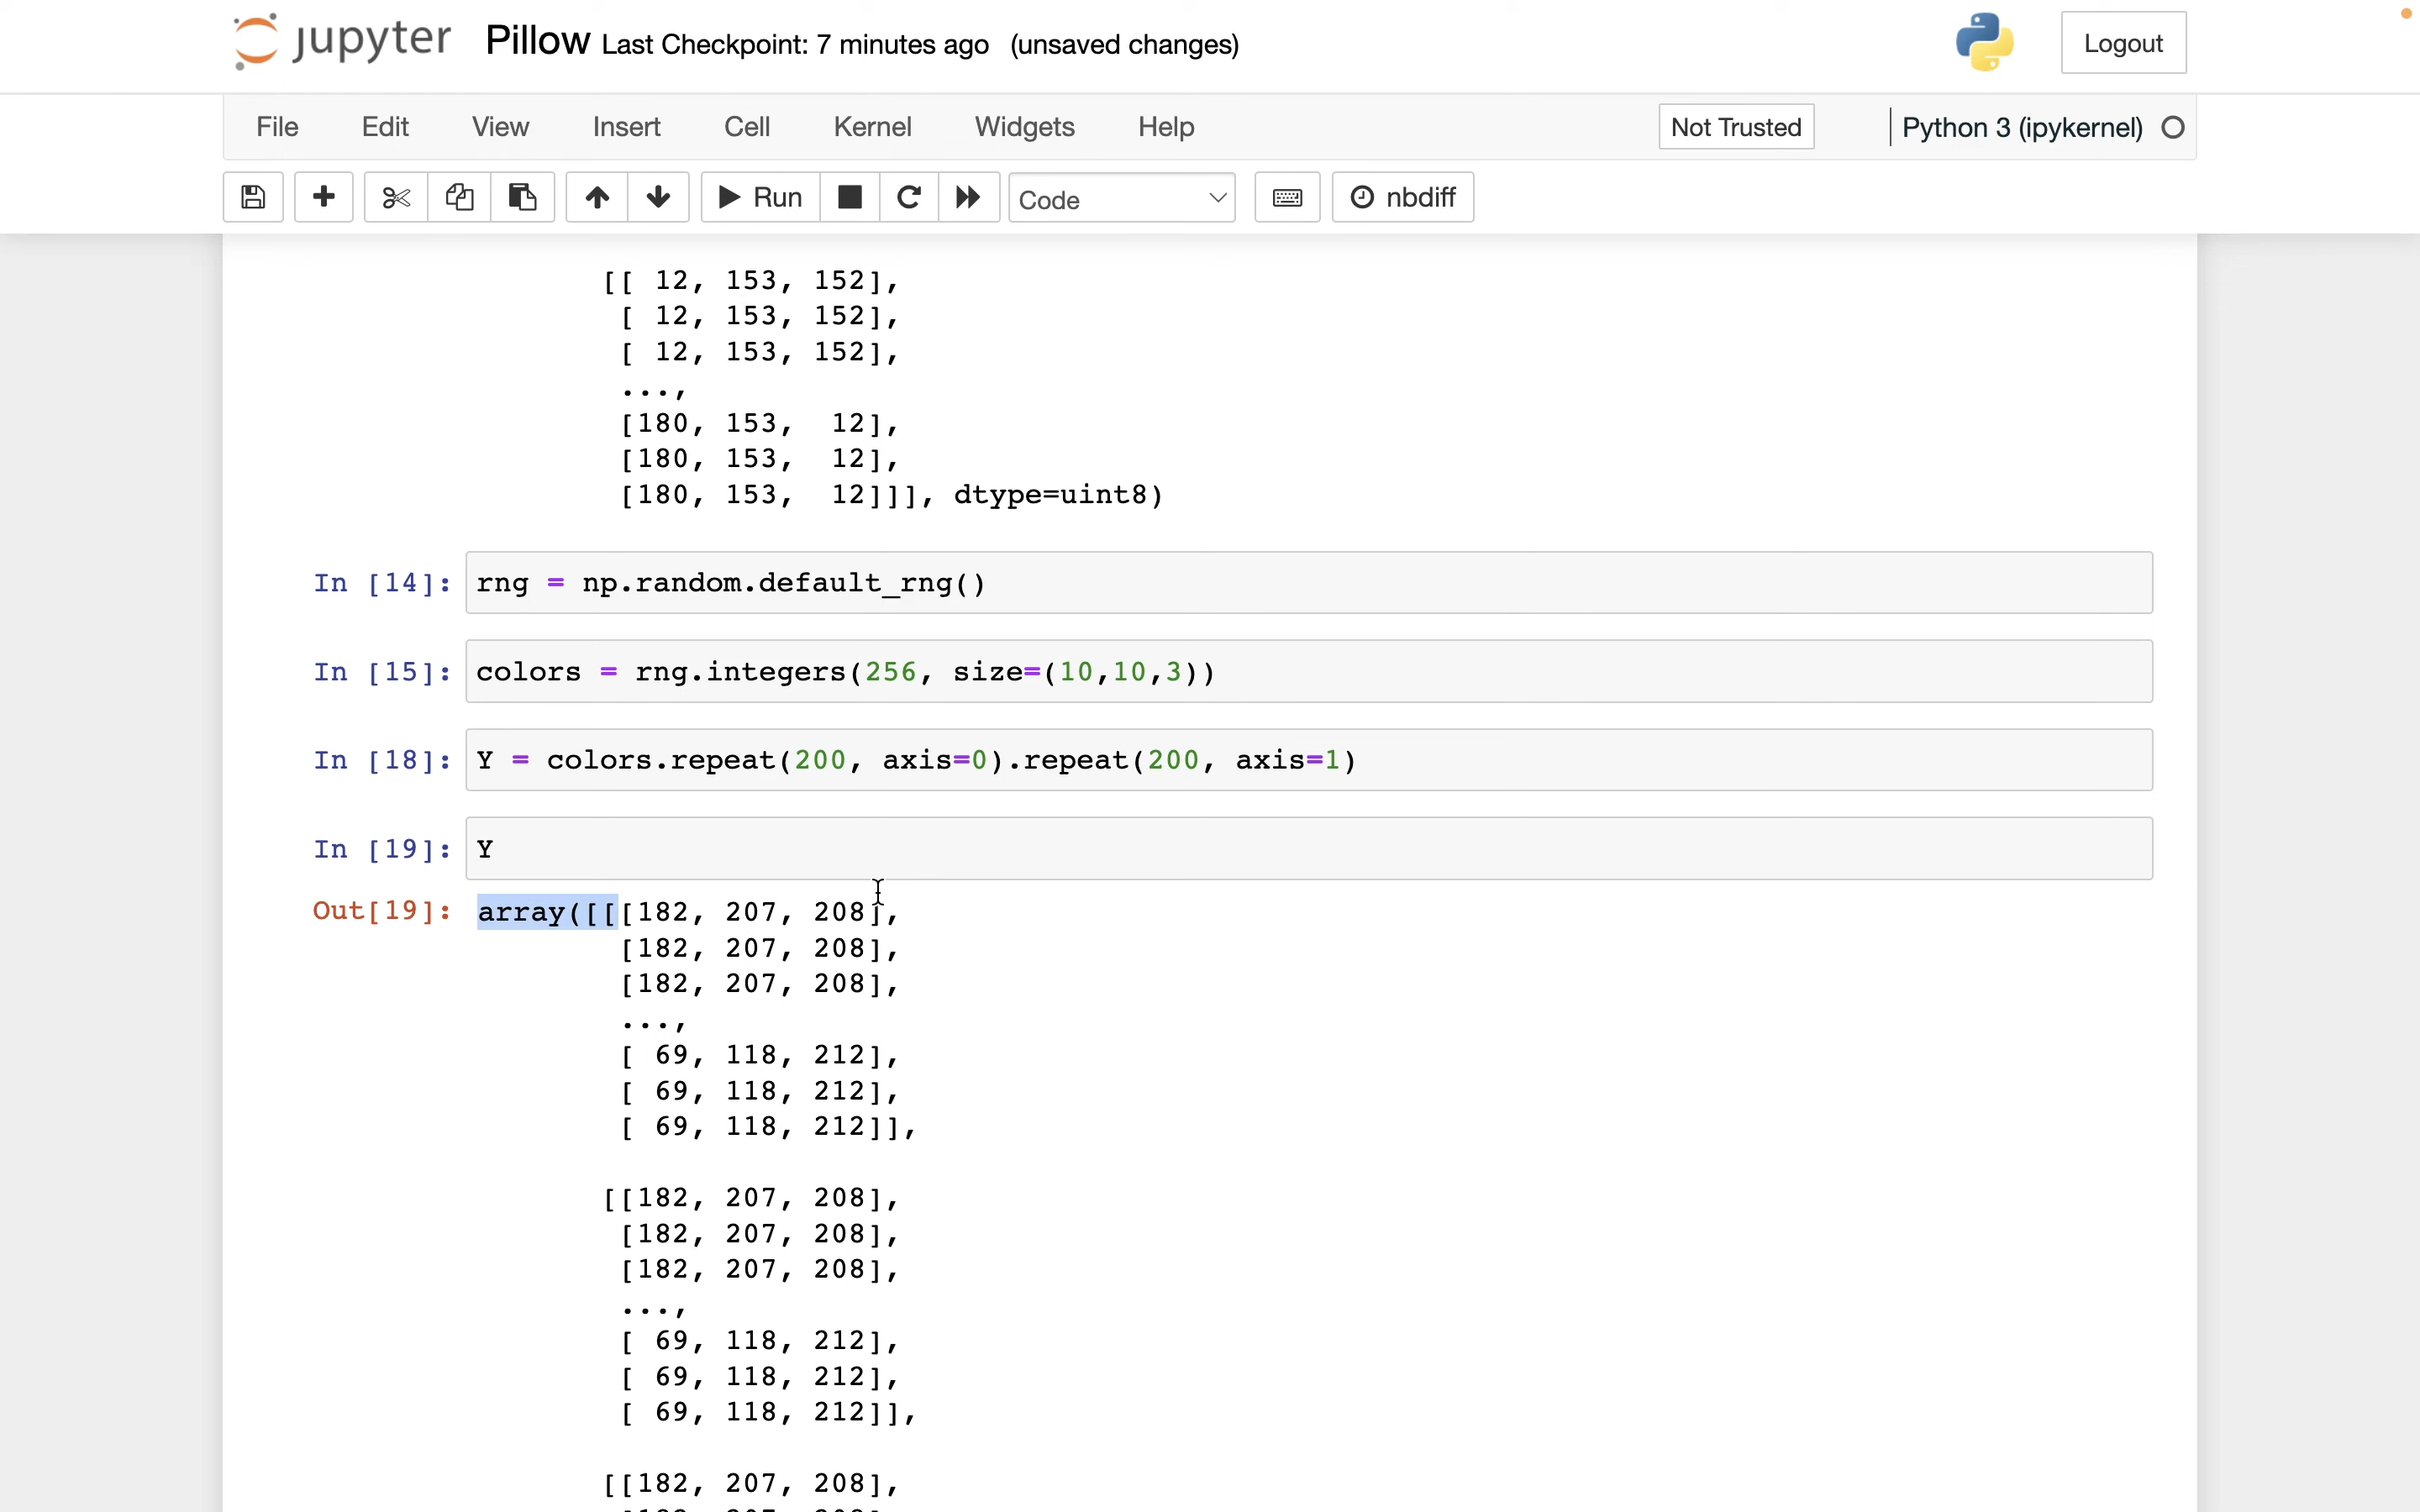 jupyter Pillow Last Checkpoint: 7 minutes ago (unsaved changes) Logout
File Edit View Insert Cell Kernel Widgets Help Not Trusted Python 3 (ipykernel)
Run Code nbdiff
[[ 12, 153, 152],
[ 12, 153, 152],
[ 12, 153, 152],
...,
[180, 153, 12],
[180, 153, 12],
[180, 153, 12]]], dtype=uint8)
In [14]: rng = np.random.default_rng()
In [15]: colors = rng.integers(256, size=(10,10,3))
In [18]: Y = colors.repeat(200, axis=0).repeat(200, axis=1)
In [19]: Y
Out[19]: array([[[182, 207, 208],
[182, 207, 208],
[182, 207, 208],
...,
[ 69, 118, 212],
[ 69, 118, 212],
[ 69, 118, 212]],
[[182, 207, 208],
[182, 207, 208],
[182, 207, 208],
...,
[ 69, 118, 212],
[ 69, 118, 212],
[ 69, 118, 212]],
[[182, 207, 208],